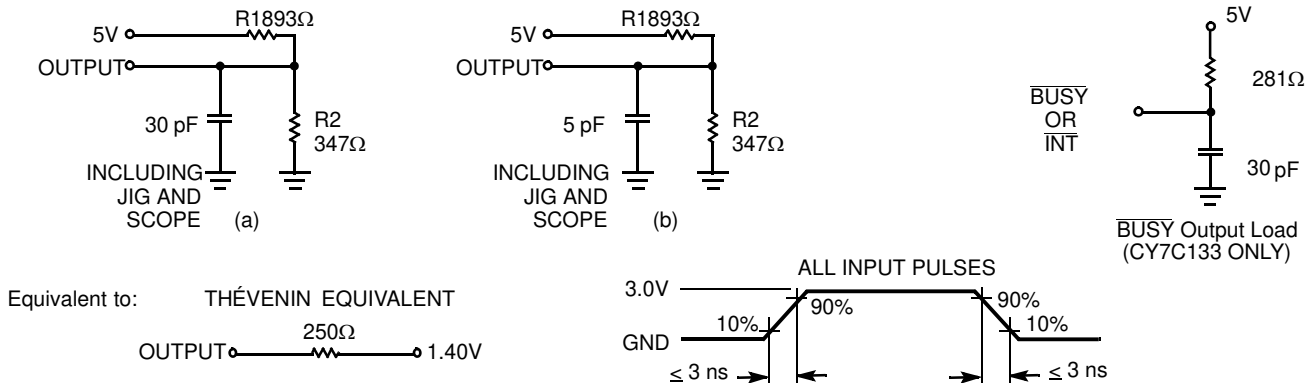 R1893Ω
5V
OUTPUT
30 pF
R2
347Ω
INCLUDING
JIG AND
SCOPE
(a)
R1893Ω
5V
OUTPUT
5 pF
R2
347Ω
INCLUDING
JIG AND
SCOPE
(b)
5V
281Ω
BUSY
OR
INT
30 pF
BUSY Output Load
(CY7C133 ONLY)
Equivalent to: THÉVENIN EQUIVALENT
250Ω
OUTPUT 1.40V
ALL INPUT PULSES
3.0V
90% 90%
10% 10%
GND
≤ 3 ns ≤ 3 ns